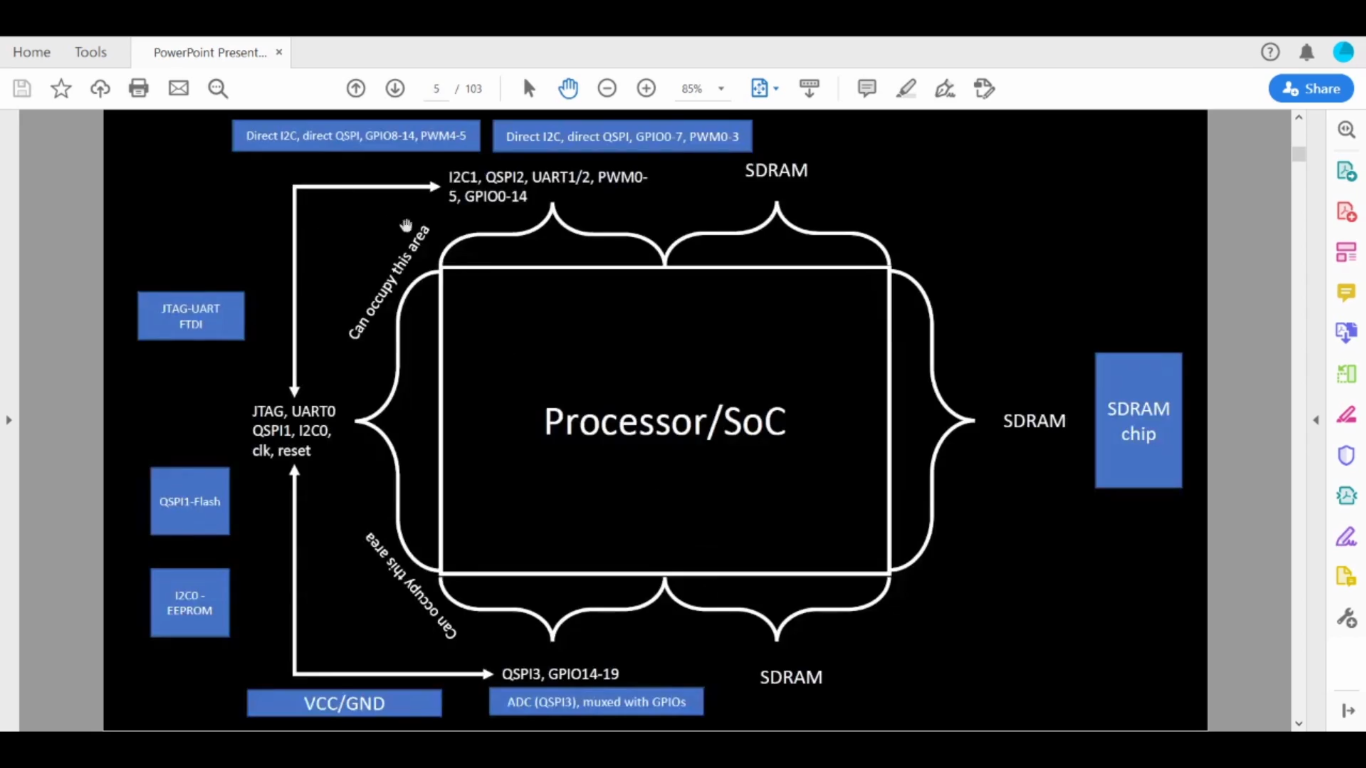 Home
Tools
PowerPoint Present...
5 / 103
85%
Share
Direct I2C, direct QSPI, GPIO8-14, PWM4-5
Direct I2C, direct QSPI, GPIO0-7, PWM0-3
I2C1, QSPI2, UART1/2, PWM0-
5, GPIO0-14
SDRAM
Can occupy this area
JTAG-UART
FTDI
JTAG, UART0
QSPI1, I2C0,
clk, reset
Processor/SoC
SDRAM
SDRAM
chip
QSPI1-Flash
Can occupy this area
I2C0 -
EEPROM
QSPI3, GPIO14-19
SDRAM
VCC/GND
ADC (QSPI3), muxed with GPIOs